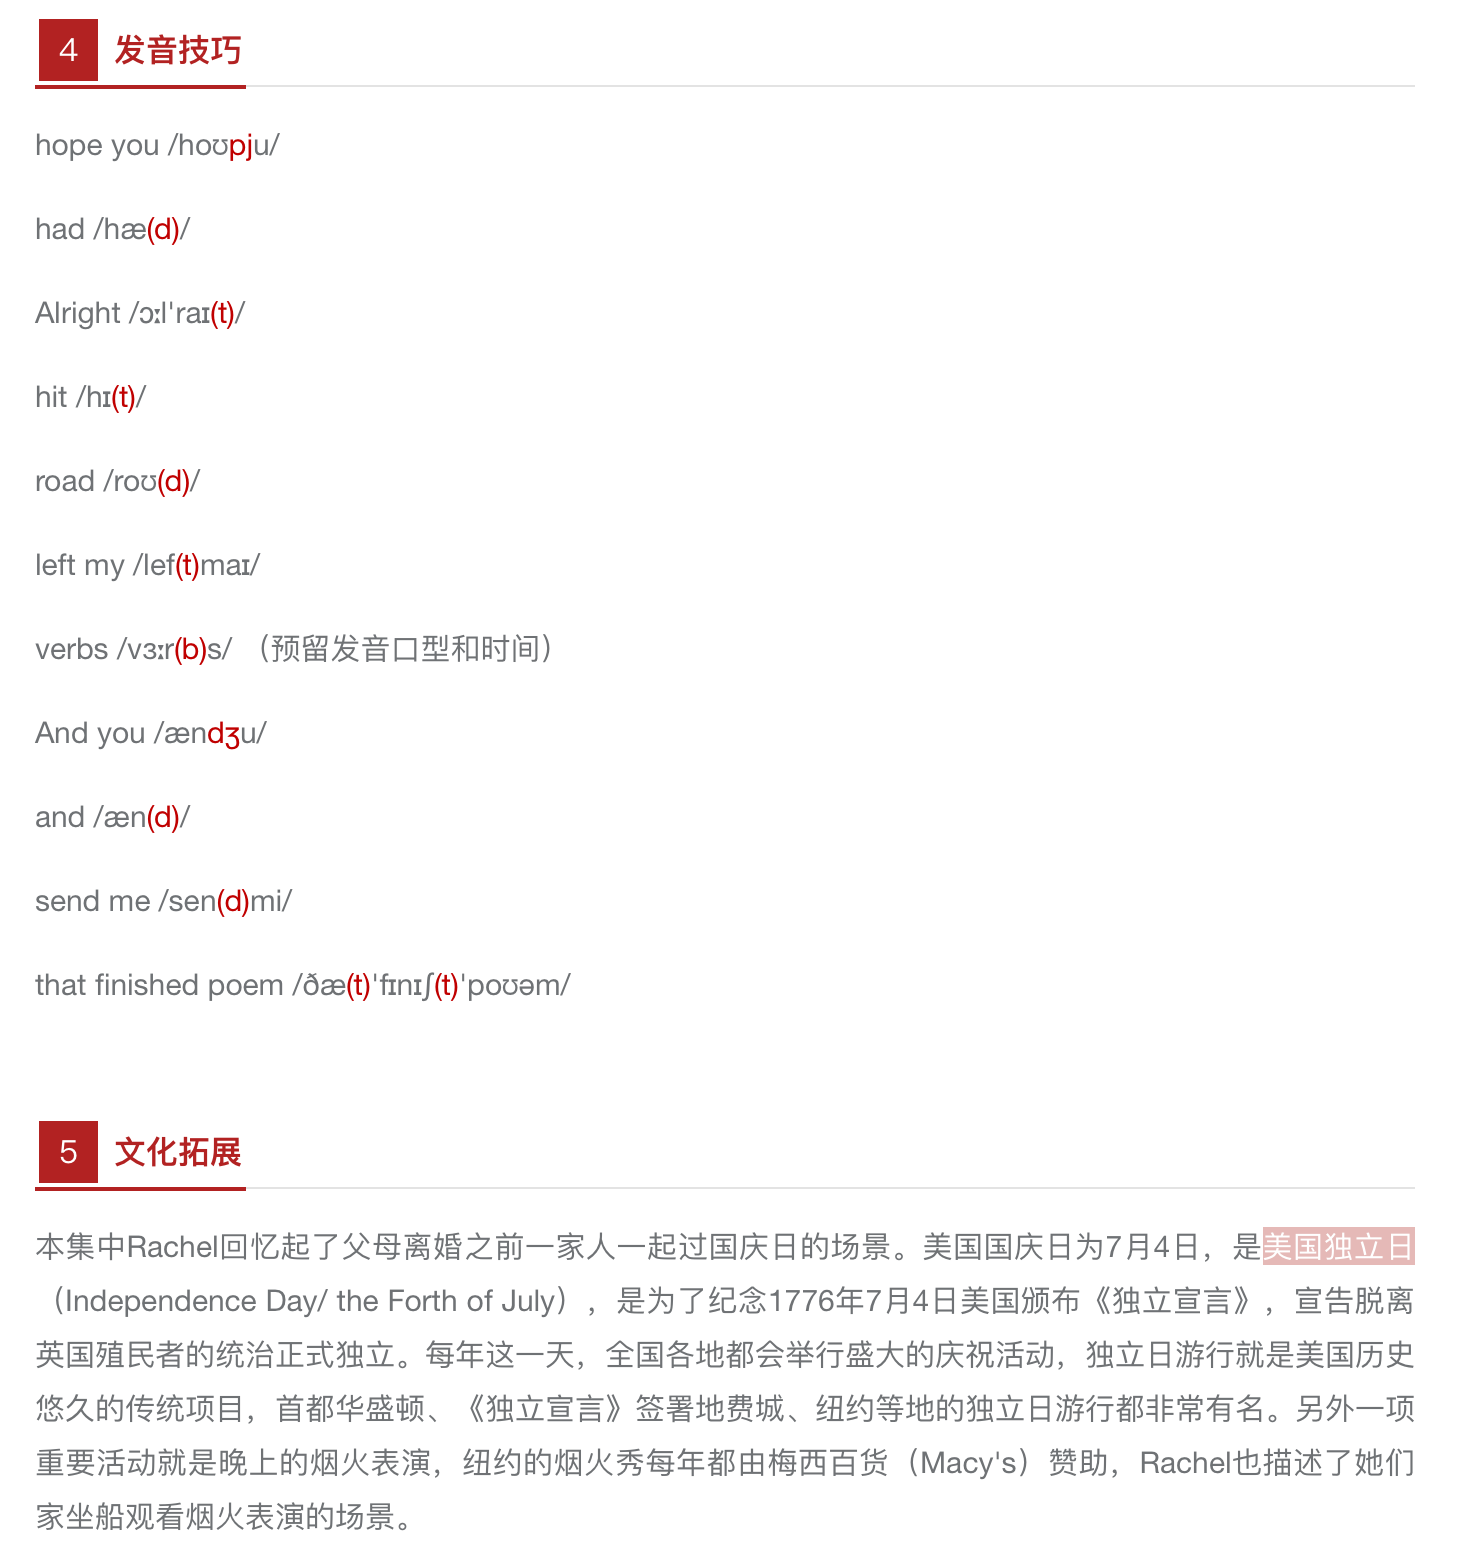 4 发音技巧
hope you /hoʊpju/
had /hæ(d)/
Alright /ɔːl'raɪ(t)/
hit /hɪ(t)/
road /roʊ(d)/
left my /lef(t)maɪ/
verbs /vɜːr(b)s/ （预留发音口型和时间）
And you /ændʒu/
and /æn(d)/
send me /sen(d)mi/
that finished poem /ðæ(t)'fɪnɪʃ(t)'poʊəm/
5 文化拓展
本集中Rachel回忆起了父母离婚之前一家人一起过国庆日的场景。美国国庆日为7月4日，是美国独立日
（Independence Day/ the Forth of July），是为了纪念1776年7月4日美国颁布《独立宣言》，宣告脱离
英国殖民者的统治正式独立。每年这一天，全国各地都会举行盛大的庆祝活动，独立日游行就是美国历史
悠久的传统项目，首都华盛顿、《独立宣言》签署地费城、纽约等地的独立日游行都非常有名。另外一项
重要活动就是晚上的烟火表演，纽约的烟火秀每年都由梅西百货（Macy's）赞助，Rachel也描述了她们
家坐船观看烟火表演的场景。